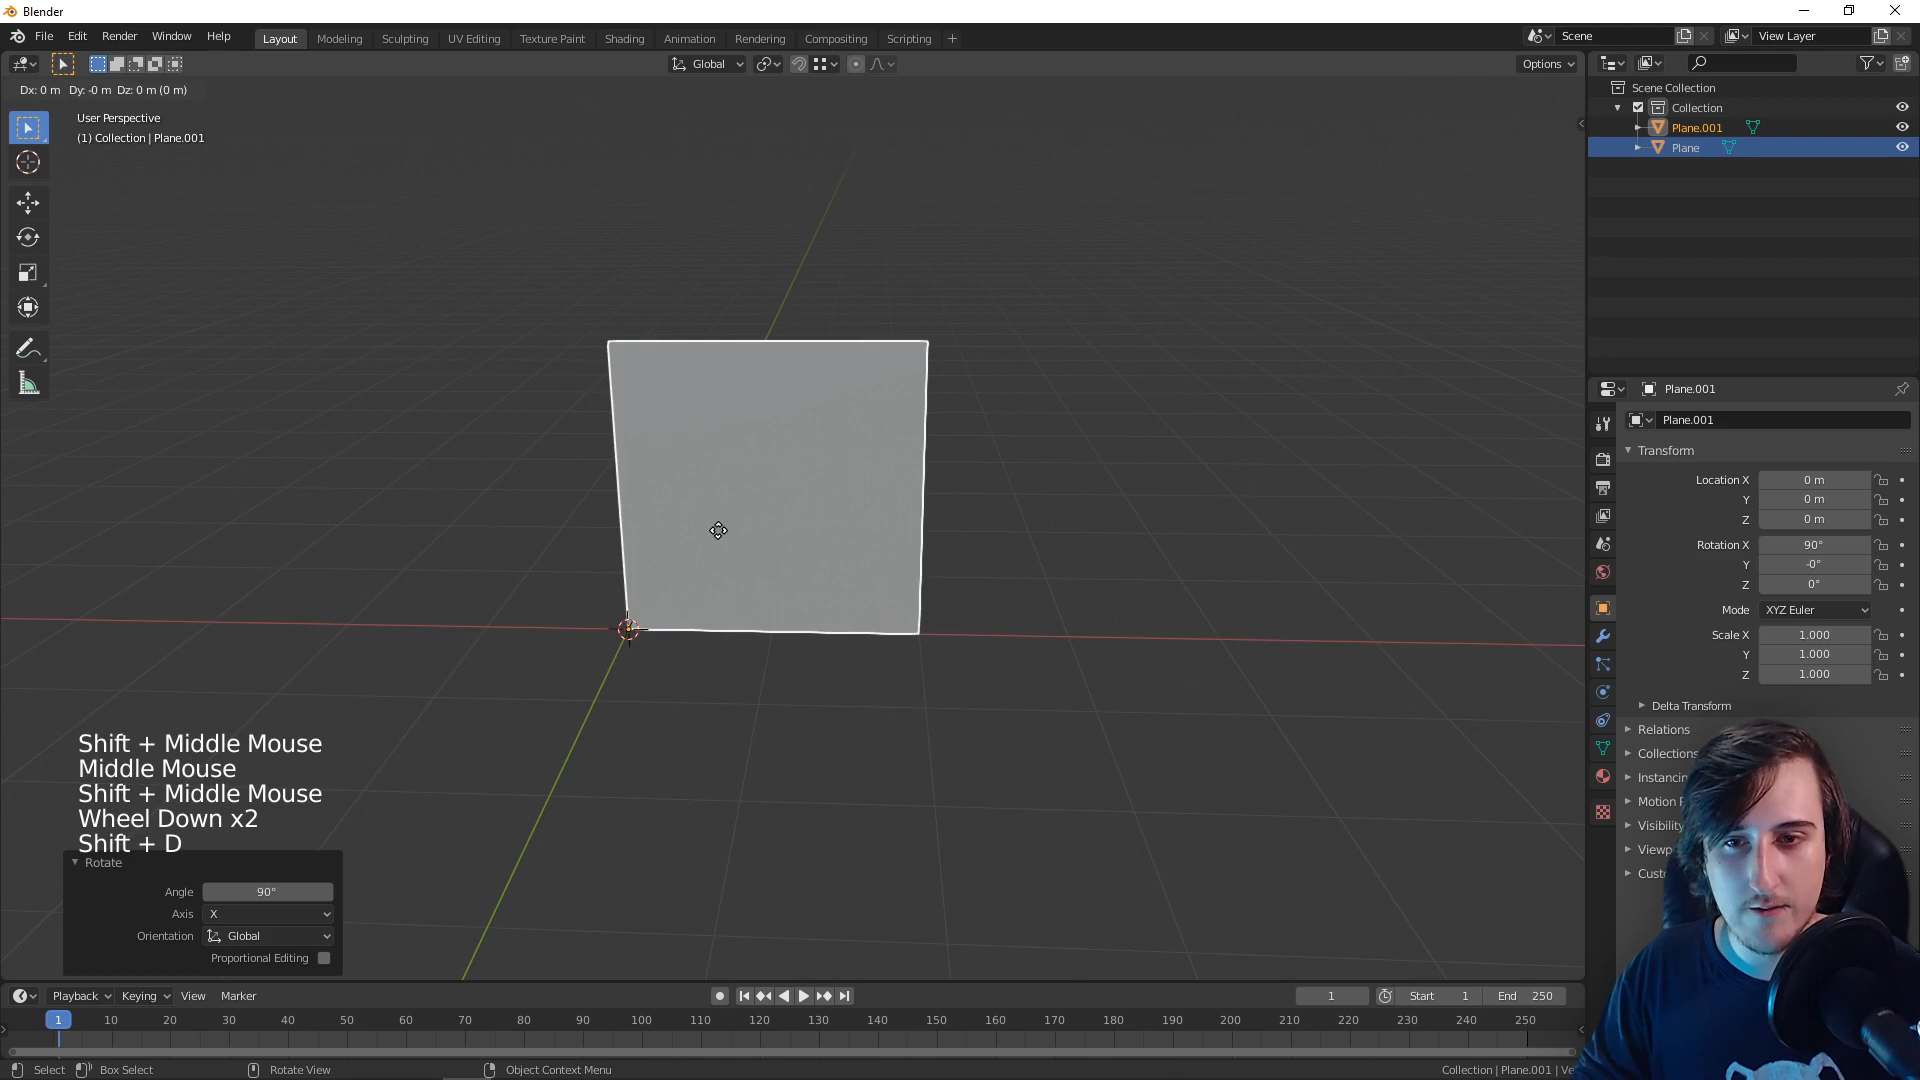 Blender
File Edit Render Window Help
Layout Modeling Sculpting UV Editing Texture Paint Shading Animation Rendering Compositing Scripting +
Scene
View Layer
Global
Options
Dx: 0 m Dy: -0 m Dz: 0 m (0 m)
User Perspective
(1) Collection | Plane.001
Scene Collection
Collection
Plane.001
Plane
Plane.001
Plane.001
Transform
Location X 0 m
Y 0 m
Z 0 m
Rotation X 90°
Y -0°
Z 0°
Mode XYZ Euler
Scale X 1.000
Y 1.000
Z 1.000
Delta Transform
Relations
Collections
Instancin
Motion P
Visibility
Viewp
Cust
Shift + Middle Mouse
Middle Mouse
Shift + Middle Mouse
Wheel Down x2
Shift + D
Rotate
Angle 90°
Axis X
Orientation Global
Proportional Editing
Playback Keying View Marker
1 Start 1 End 250
1 10 20 30 40 50 60 70 80 90 100 110 120 130 140 150 160 170 180 190 200 210 220 230 240 250
Select Box Select Rotate View Object Context Menu
Collection | Plane.001 | Ve